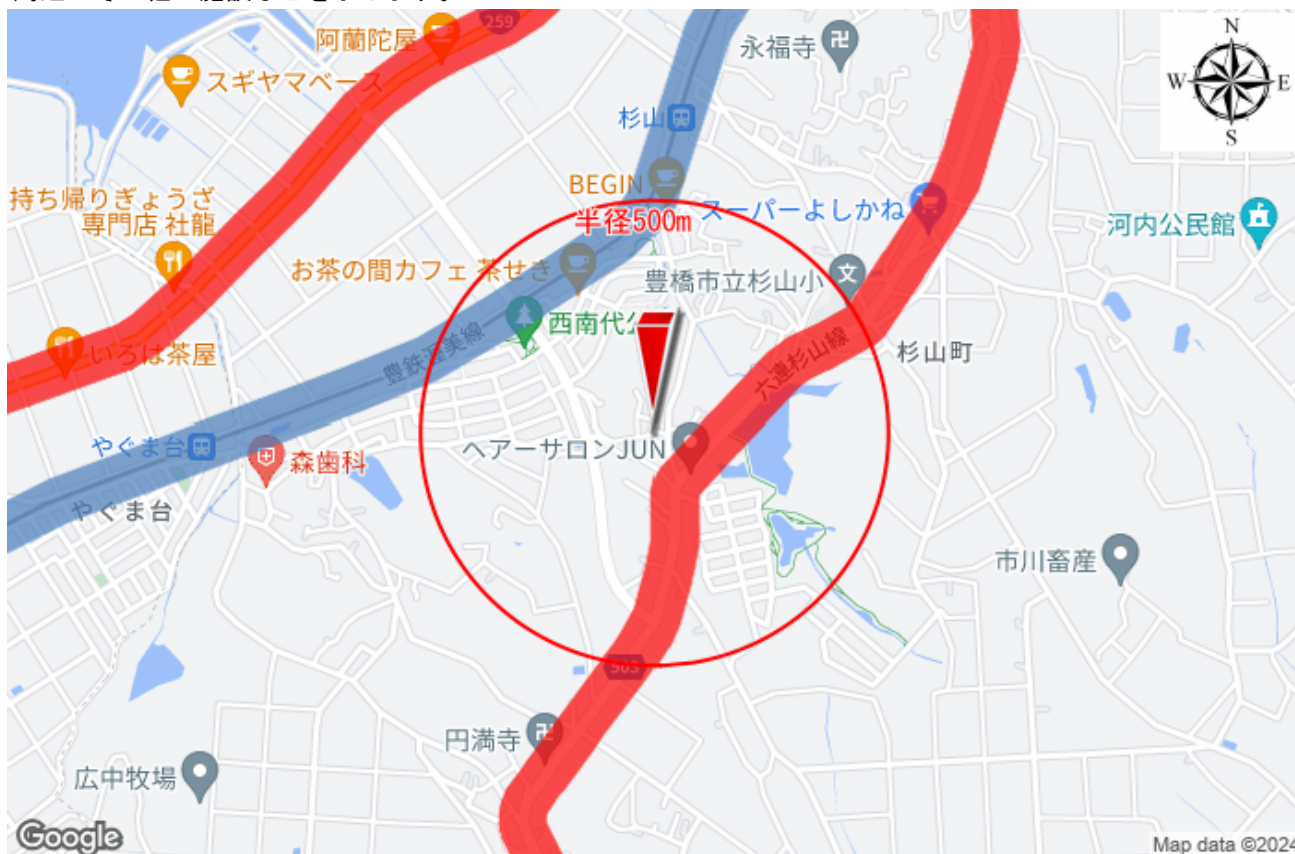 259
阿蘭陀屋
永福寺
N
W
E
S
スギヤマベース
杉山
BEGIN
持ち帰りぎょうざ
専門店 社龍
半径500m
スーパーよしかね
河内公民館
お茶の間カフェ 茶せき
豊橋市立杉山小
西南代公
いろは茶屋
豊鉄渥美線
六連杉山線
杉山町
やぐま台
森歯科
ヘアーサロンJUN
やぐま台
市川畜産
503
円満寺
広中牧場
Google
Map data ©2024